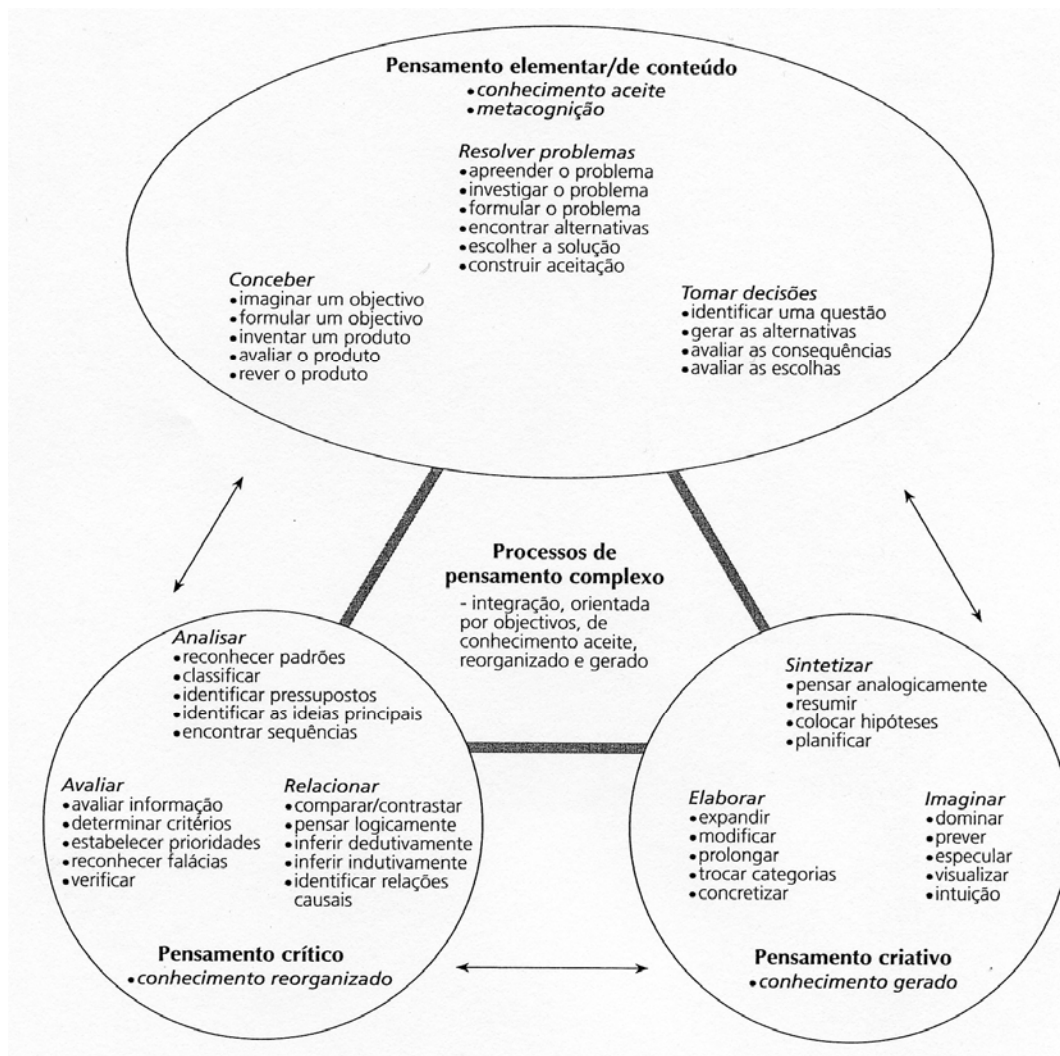 Pensamento elementar/de conteúdo
•conhecimento aceite
•metacognição
Resolver problemas
•apreender o problema
•investigar o problema
•formular o problema
•encontrar alternativas
•escolher a solução
•construir aceitação
Conceber
•imaginar um objectivo
•formular um objectivo
•inventar um produto
•avaliar o produto
•rever o produto
Tomar decisões
•identificar uma questão
•gerar as alternativas
•avaliar as consequências
•avaliar as escolhas
Processos de
pensamento complexo
- integração, orientada
por objectivos, de
conhecimento aceite,
reorganizado e gerado
Analisar
•reconhecer padrões
•classificar
•identificar pressupostos
•identificar as ideias principais
•encontrar sequências
Avaliar
•avaliar informação
•determinar critérios
•estabelecer prioridades
•reconhecer falácias
•verificar
Relacionar
•comparar/contrastar
•pensar logicamente
•inferir dedutivamente
•inferir indutivamente
•identificar relações
causais
Pensamento crítico
•conhecimento reorganizado
Sintetizar
•pensar analogicamente
•resumir
•colocar hipóteses
•planificar
Elaborar
•expandir
•modificar
•prolongar
•trocar categorias
•concretizar
Imaginar
•dominar
•prever
•especular
•visualizar
•intuição
Pensamento criativo
•conhecimento gerado